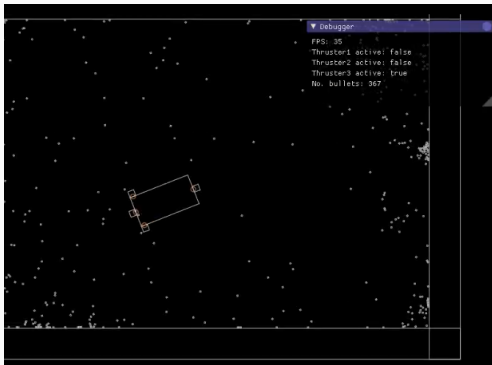 Debugger
FPS: 35
Thruster1 active: false
Thruster2 active: false
Thruster3 active: true
No. bullets: 367